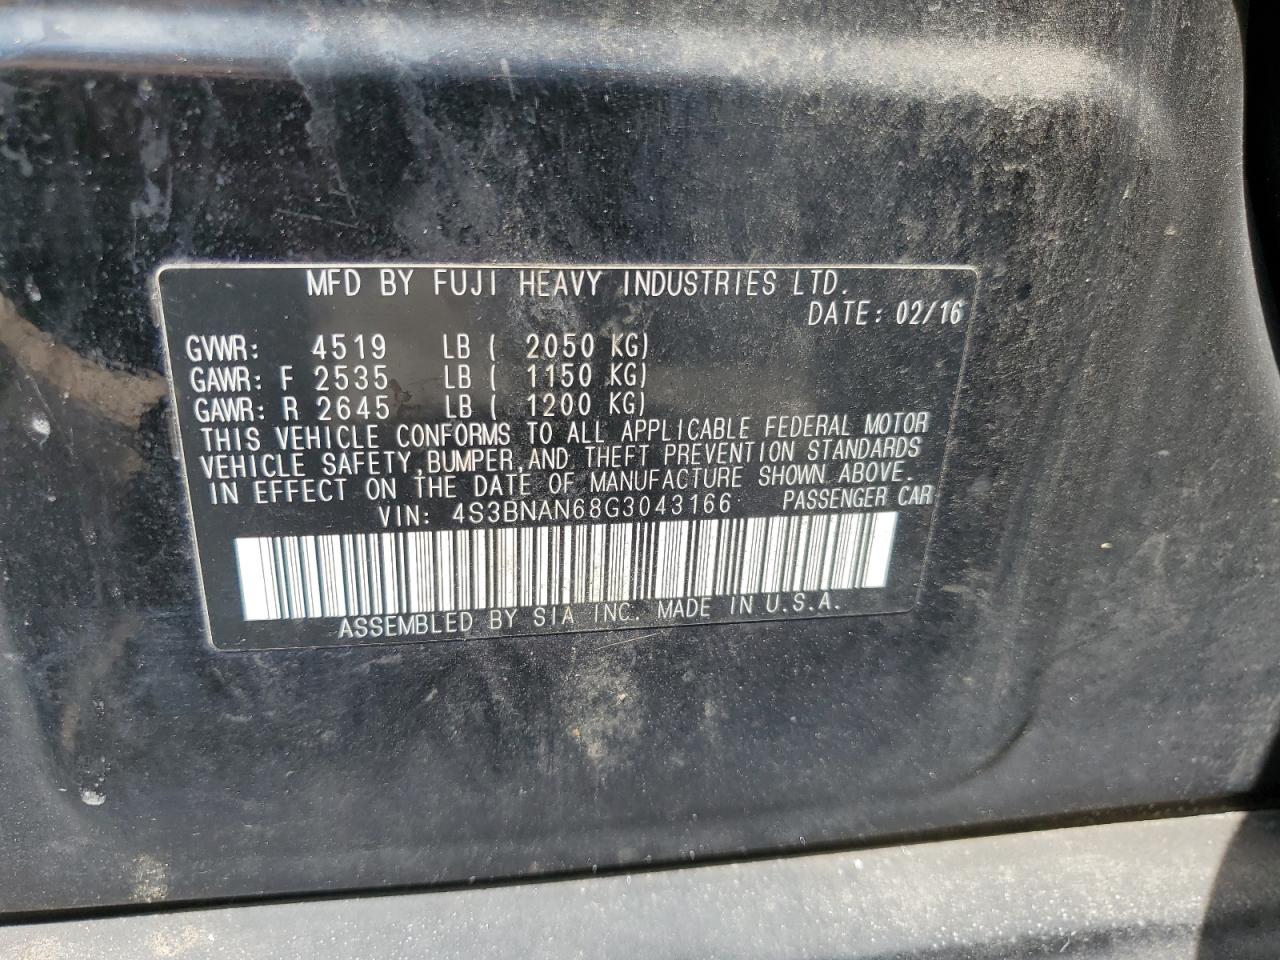 MFD BY FUJI HEAVY INDUSTRIES LTD.
DATE: 02/16
GVWR: 4519 LB ( 2050 KG)
GAWR: F 2535 LB ( 1150 KG)
GAWR: R 2645 LB ( 1200 KG)
THIS VEHICLE CONFORMS TO ALL APPLICABLE FEDERAL MOTOR
VEHICLE SAFETY, BUMPER, AND THEFT PREVENTION STANDARDS
IN EFFECT ON THE DATE OF MANUFACTURE SHOWN ABOVE.
VIN: 4S3BNAN68G3043166 PASSENGER CAR
ASSEMBLED BY SIA INC. MADE IN U.S.A.